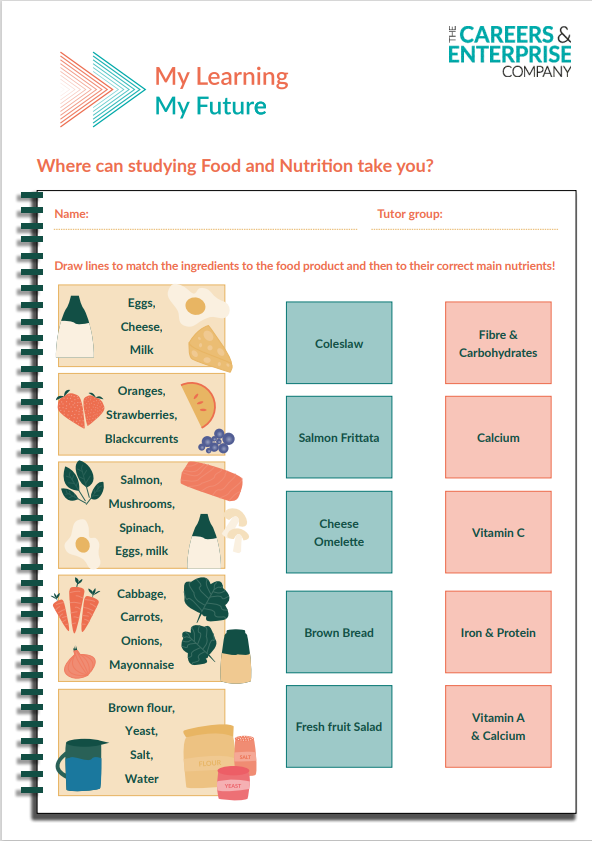 THE CAREERS &
ENTERPRISE
COMPANY
My Learning
My Future
Where can studying Food and Nutrition take you?
Name:
Tutor group:
Draw lines to match the ingredients to the food product and then to their correct main nutrients!
Eggs,
Cheese,
Milk
Oranges,
Strawberries,
Blackcurrents
Salmon,
Mushrooms,
Spinach,
Eggs, milk
Cabbage,
Carrots,
Onions,
Mayonnaise
Brown flour,
Yeast,
Salt,
Water
FLOUR
SALT
YEAST
Coleslaw
Salmon Frittata
Cheese
Omelette
Brown Bread
Fresh fruit Salad
Fibre &
Carbohydrates
Calcium
Vitamin C
Iron & Protein
Vitamin A
& Calcium